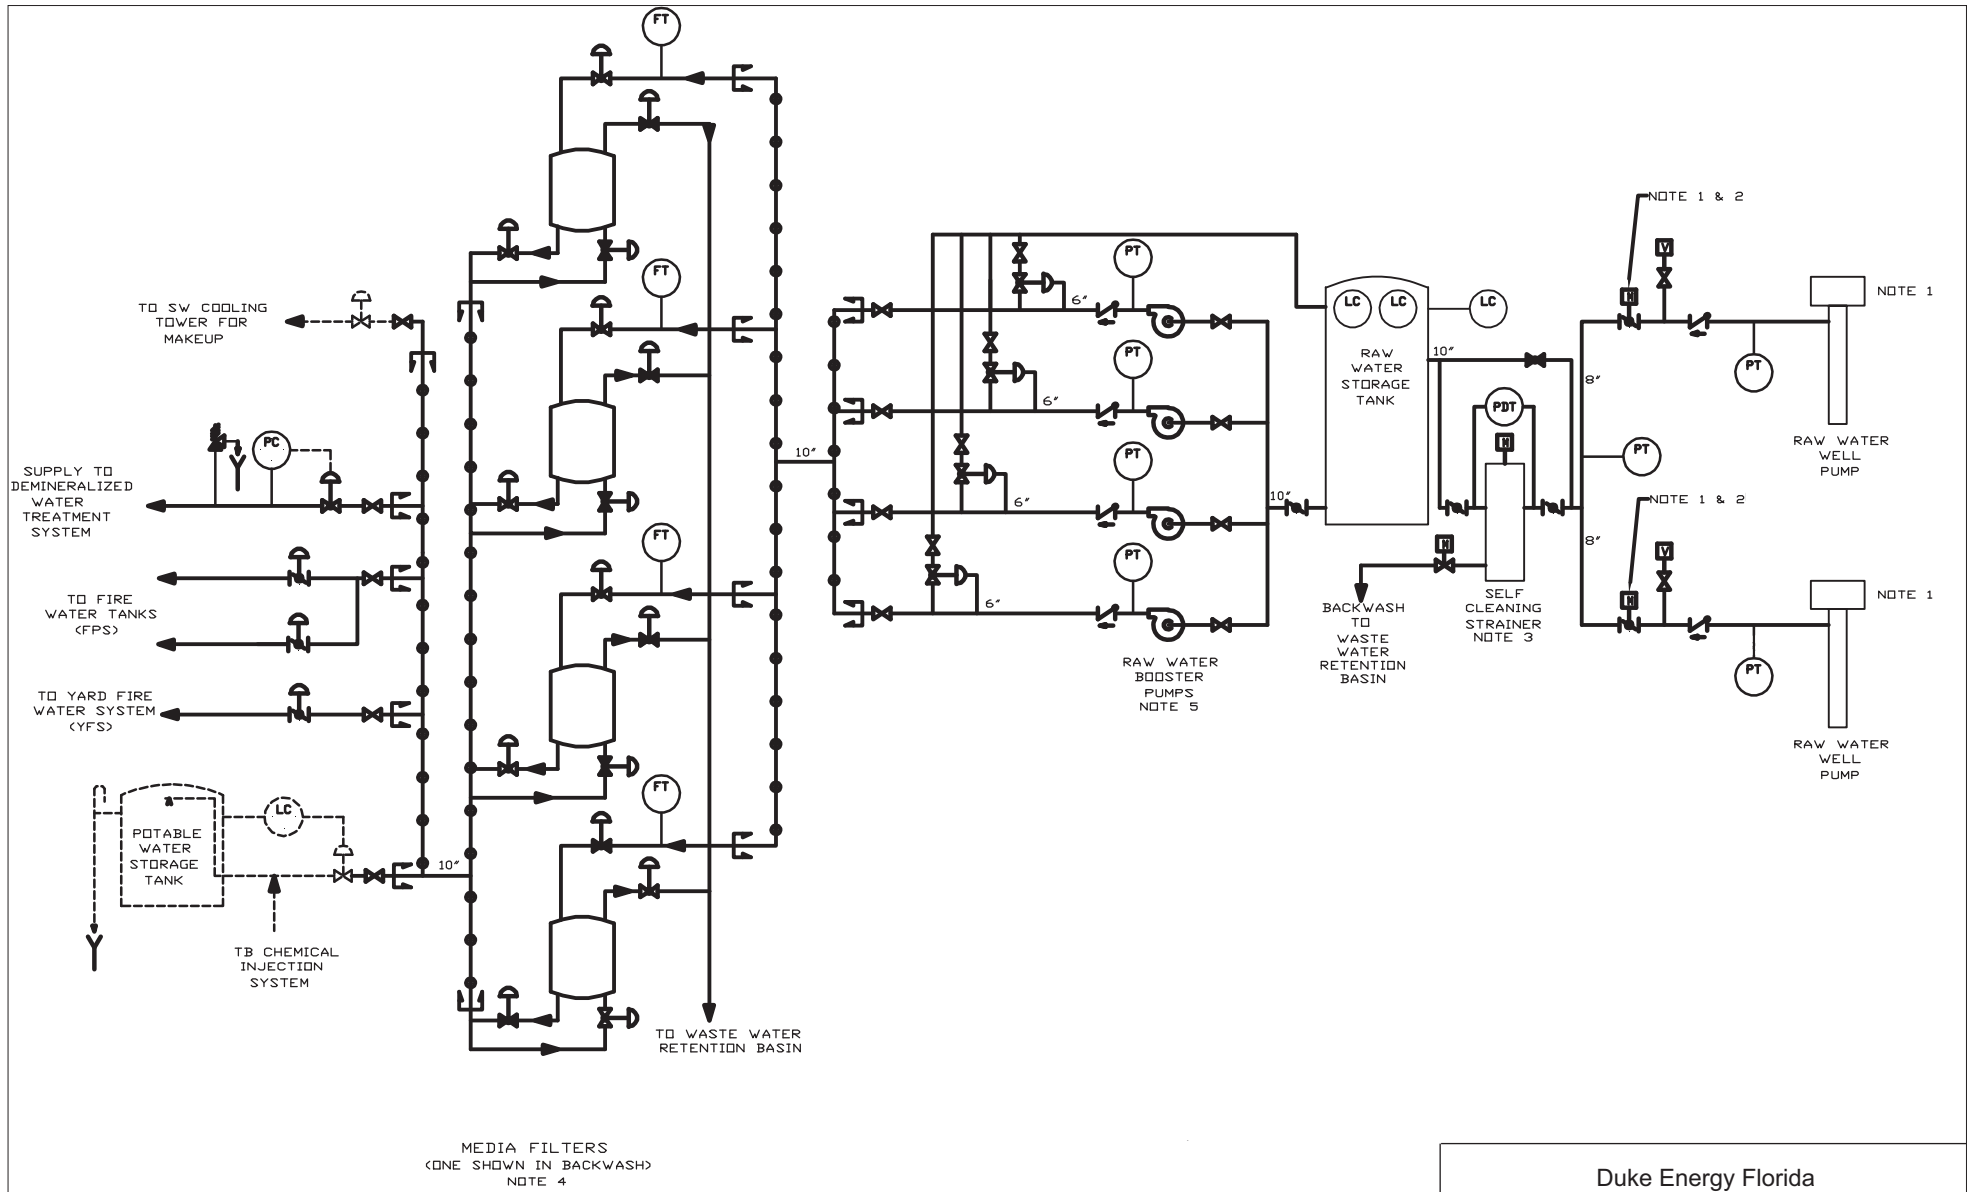 FT
FT
FT
FT
TO SW COOLING
TOWER FOR
MAKEUP
PC
SUPPLY TO
DEMINERALIZED
WATER
TREATMENT
SYSTEM
TO FIRE
WATER TANKS
(FPS)
TO YARD FIRE
WATER SYSTEM
(YFS)
LC
POTABLE
WATER
STORAGE
TANK
10"
TB CHEMICAL
INJECTION
SYSTEM
TO WASTE WATER
RETENTION BASIN
MEDIA FILTERS
(ONE SHOWN IN BACKWASH)
NOTE 4
10"
PT
6"
PT
6"
PT
6"
PT
6"
RAW WATER
BOOSTER
PUMPS
NOTE 5
10"
LC
LC
LC
RAW
WATER
STORAGE
TANK
10"
PDT
M
M
SELF
CLEANING
STRAINER
NOTE 3
BACKWASH
TO
WASTE
WATER
RETENTION
BASIN
8"
8"
PT
NOTE 1 & 2
M
V
PT
NOTE 1
RAW WATER
WELL
PUMP
NOTE 1 & 2
M
V
PT
NOTE 1
RAW WATER
WELL
PUMP
Duke Energy Florida